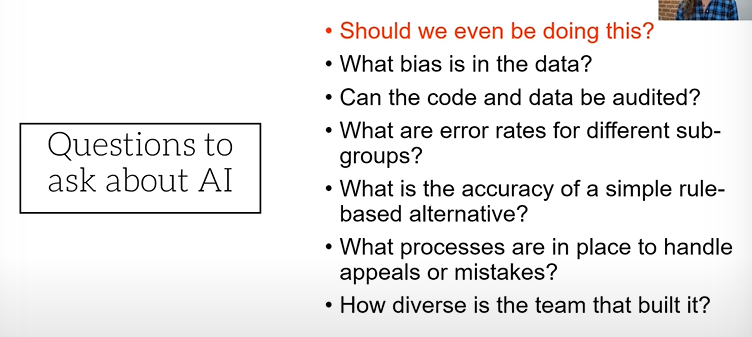 Questions to
ask about AI
• Should we even be doing this?
• What bias is in the data?
• Can the code and data be audited?
• What are error rates for different sub-
groups?
• What is the accuracy of a simple rule-
based alternative?
• What processes are in place to handle
appeals or mistakes?
• How diverse is the team that built it?